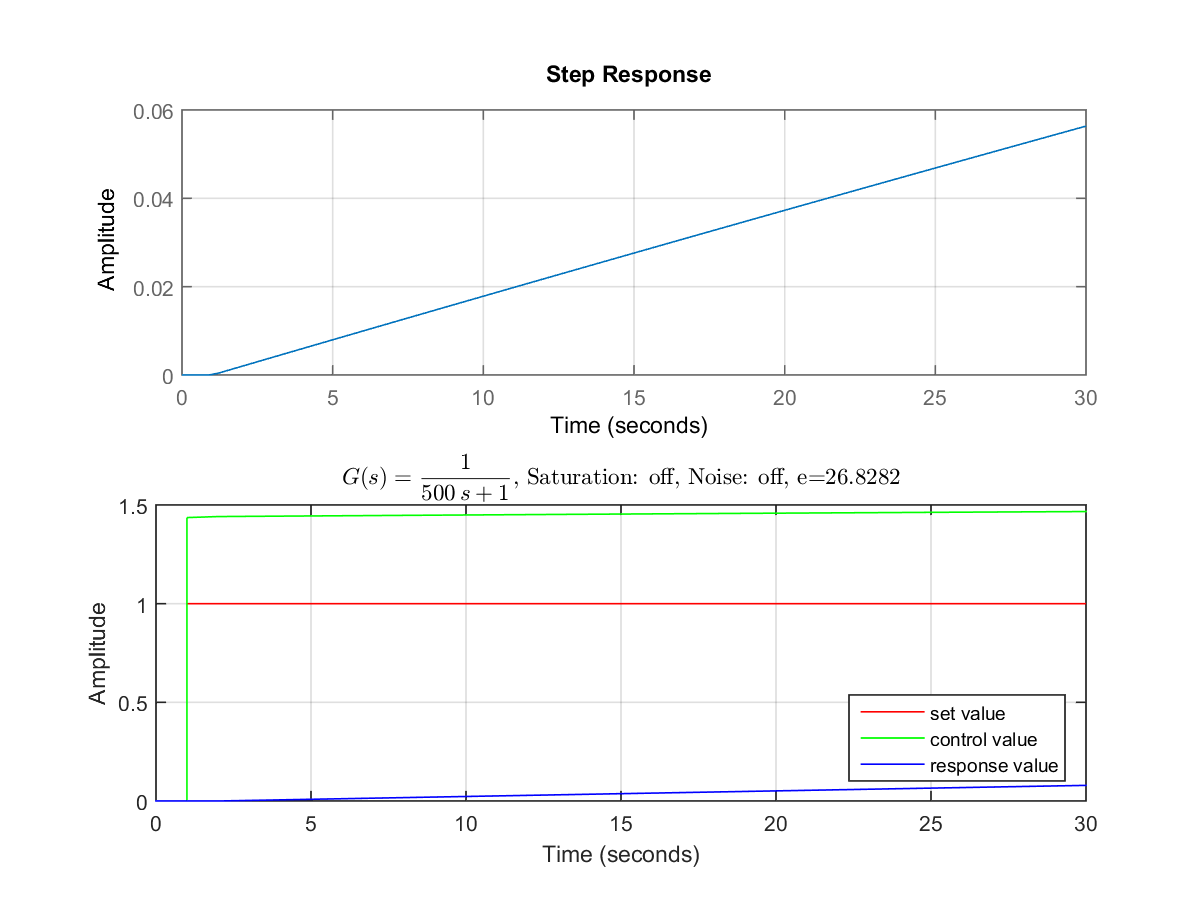 Step Response
0.06
0.04
0.02
0
Amplitude
0 5 10 15 20 25 30
Time (seconds)
G(s) = 1/(500 s + 1), Saturation: off, Noise: off, e=26.8282
1.5
1
0.5
0
Amplitude
set value
control value
response value
0 5 10 15 20 25 30
Time (seconds)